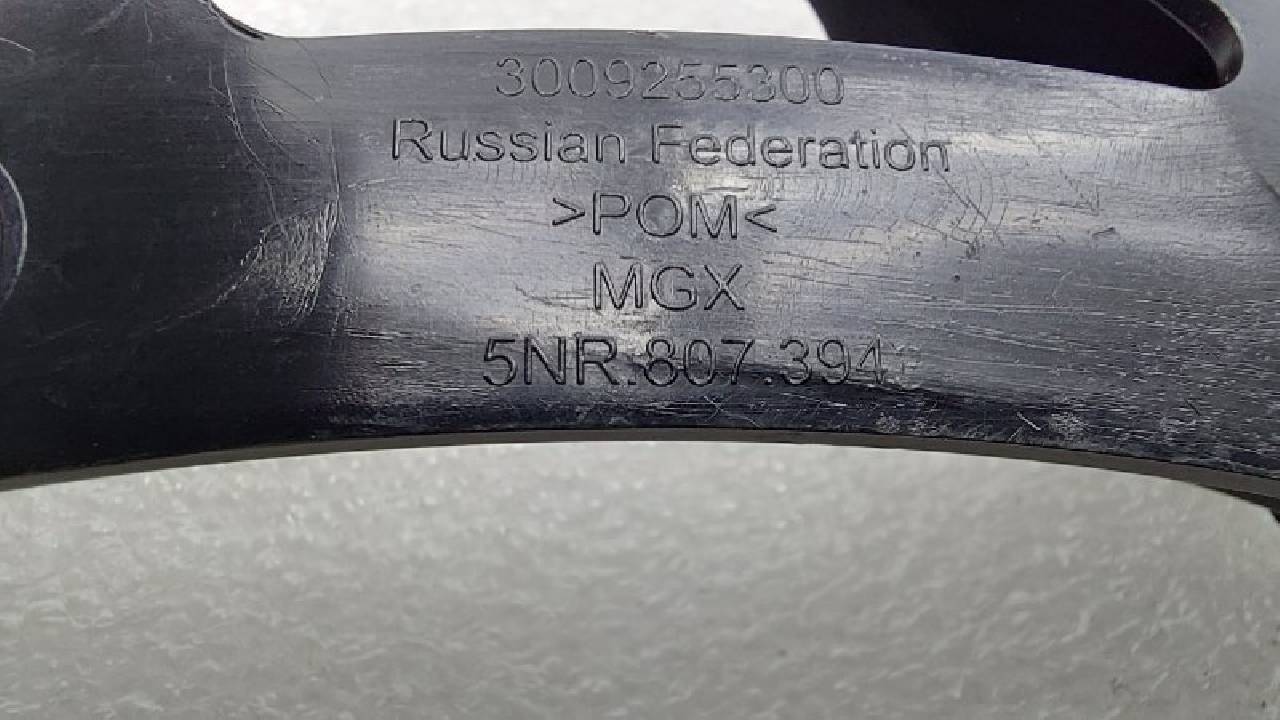 3009255300
Russian Federation
>POM<
MGX
5NR.807.394